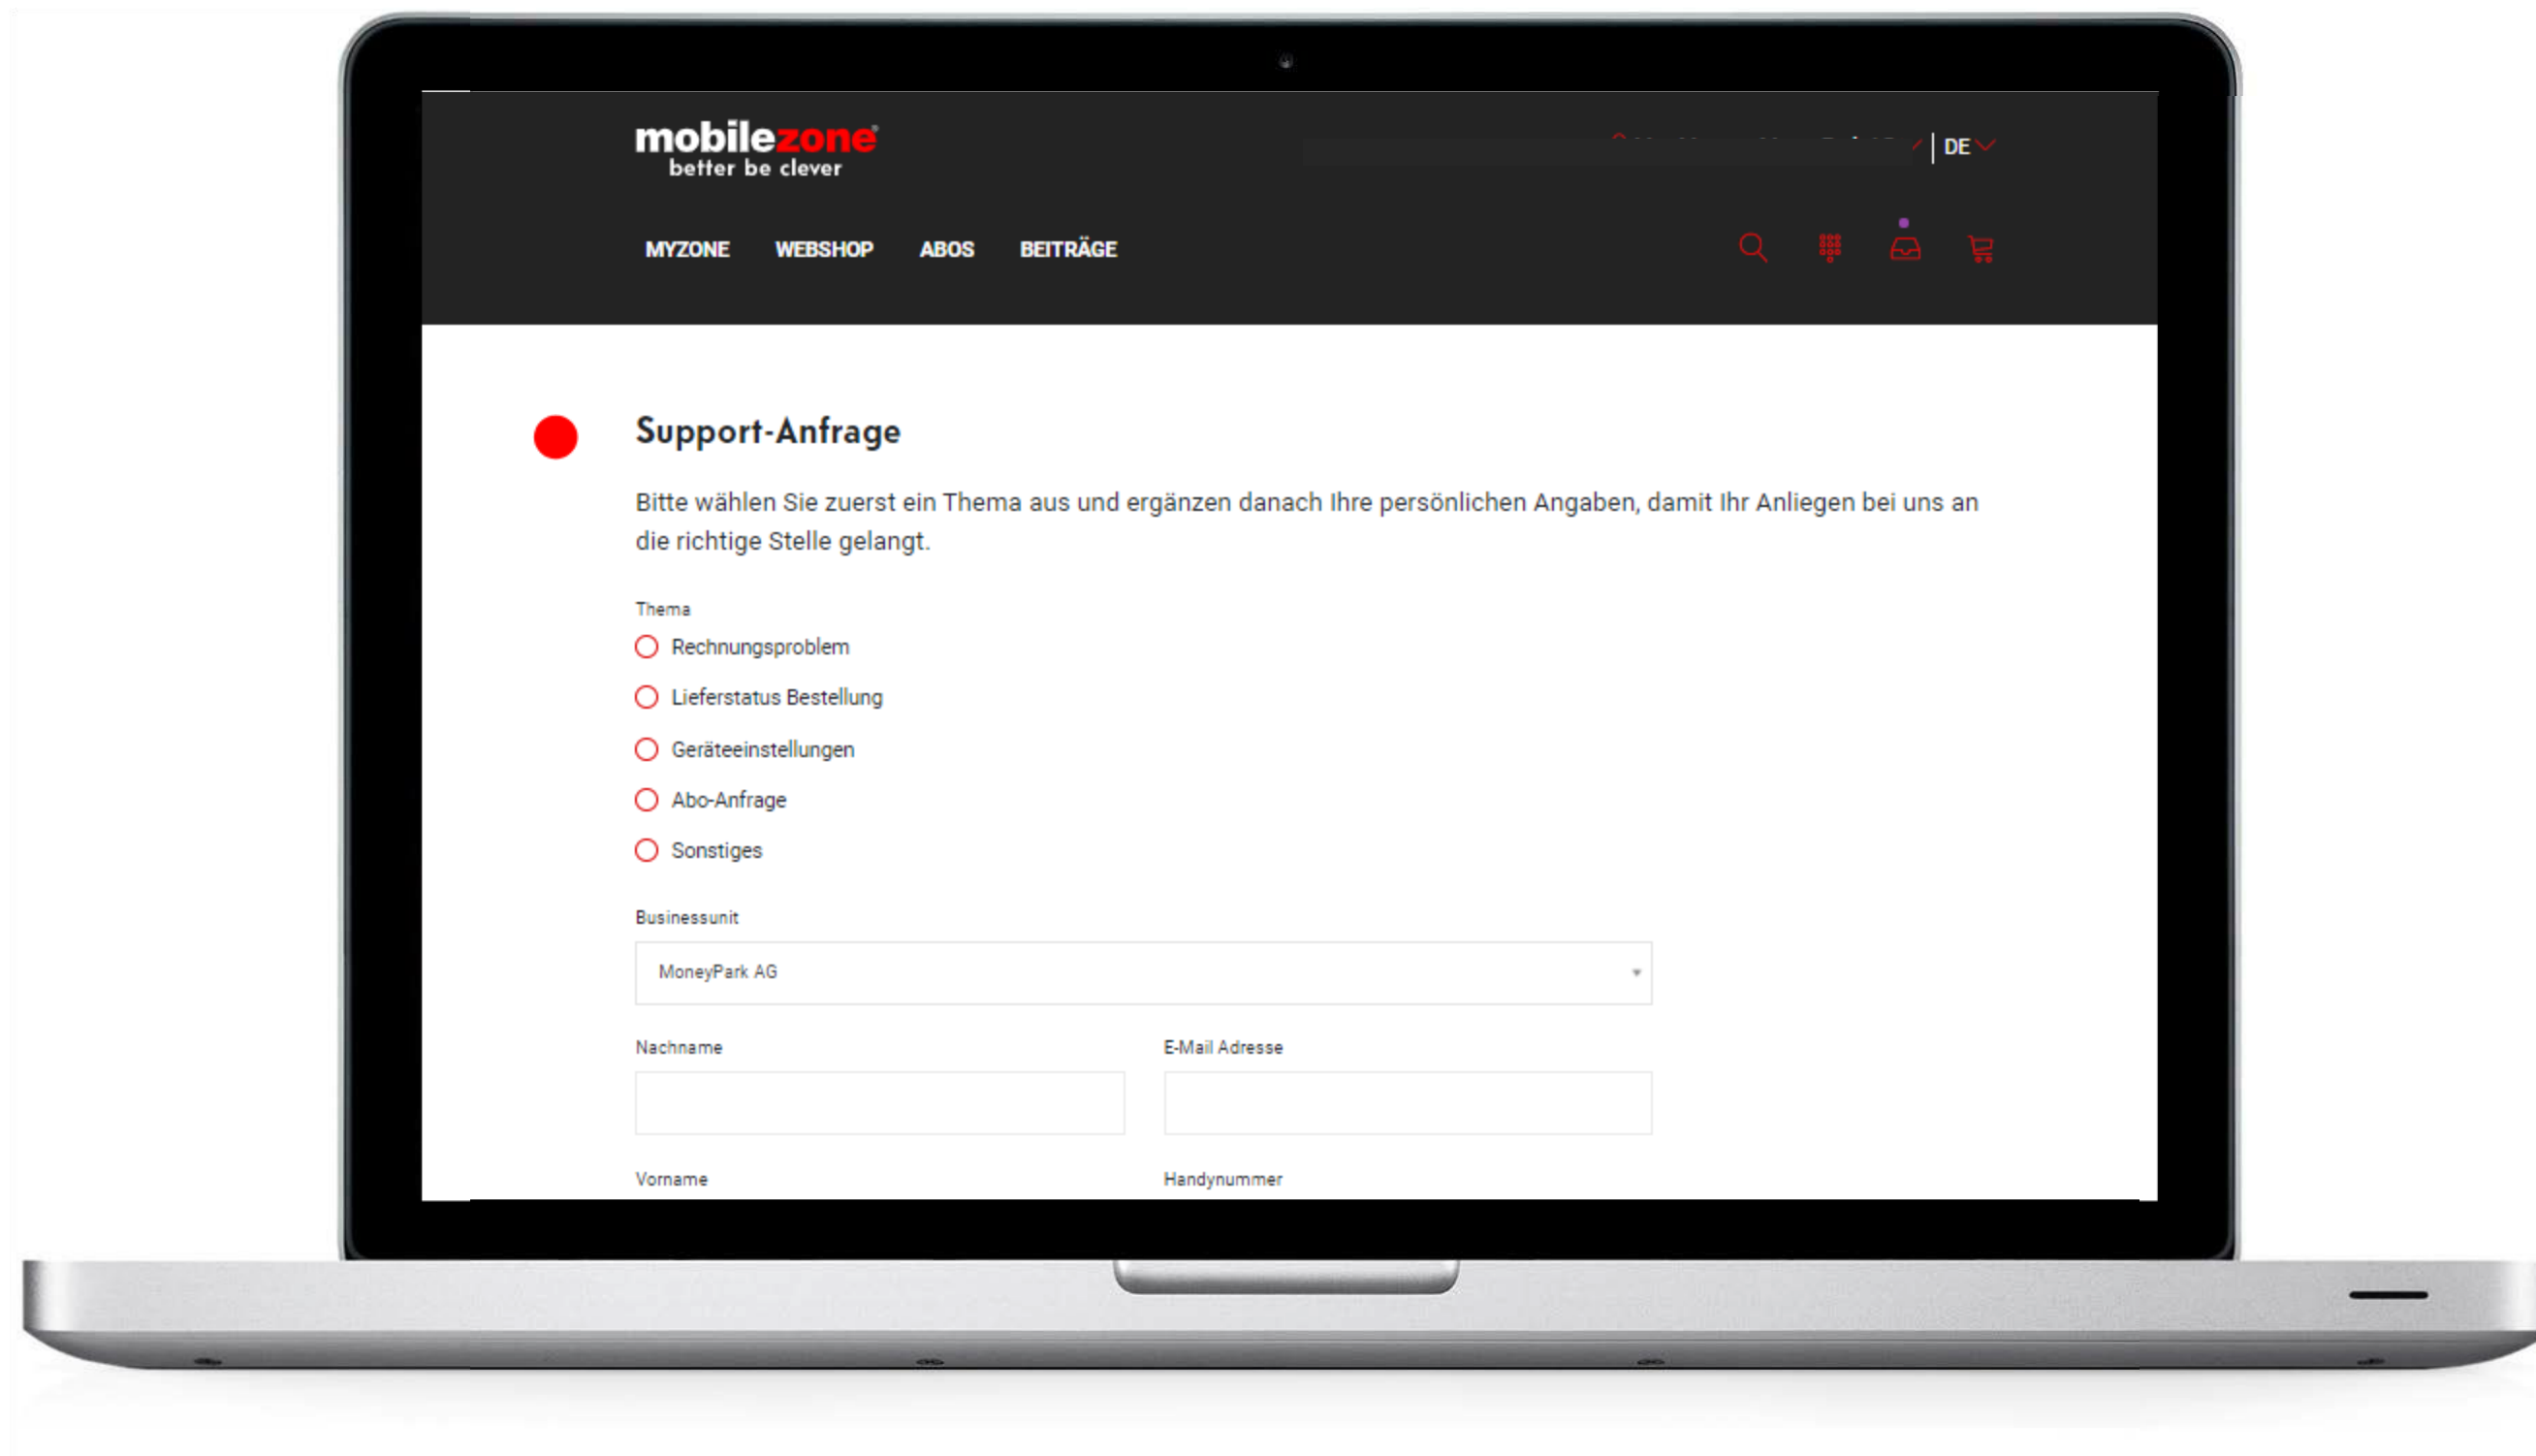 mobilezone®
better be clever
DE
MYZONE WEBSHOP ABOS BEITRÄGE
Support-Anfrage
Bitte wählen Sie zuerst ein Thema aus und ergänzen danach Ihre persönlichen Angaben, damit Ihr Anliegen bei uns an
die richtige Stelle gelangt.
Thema
Rechnungsproblem
Lieferstatus Bestellung
Geräteeinstellungen
Abo-Anfrage
Sonstiges
Businessunit
MoneyPark AG
Nachname E-Mail Adresse
Vorname Handynummer